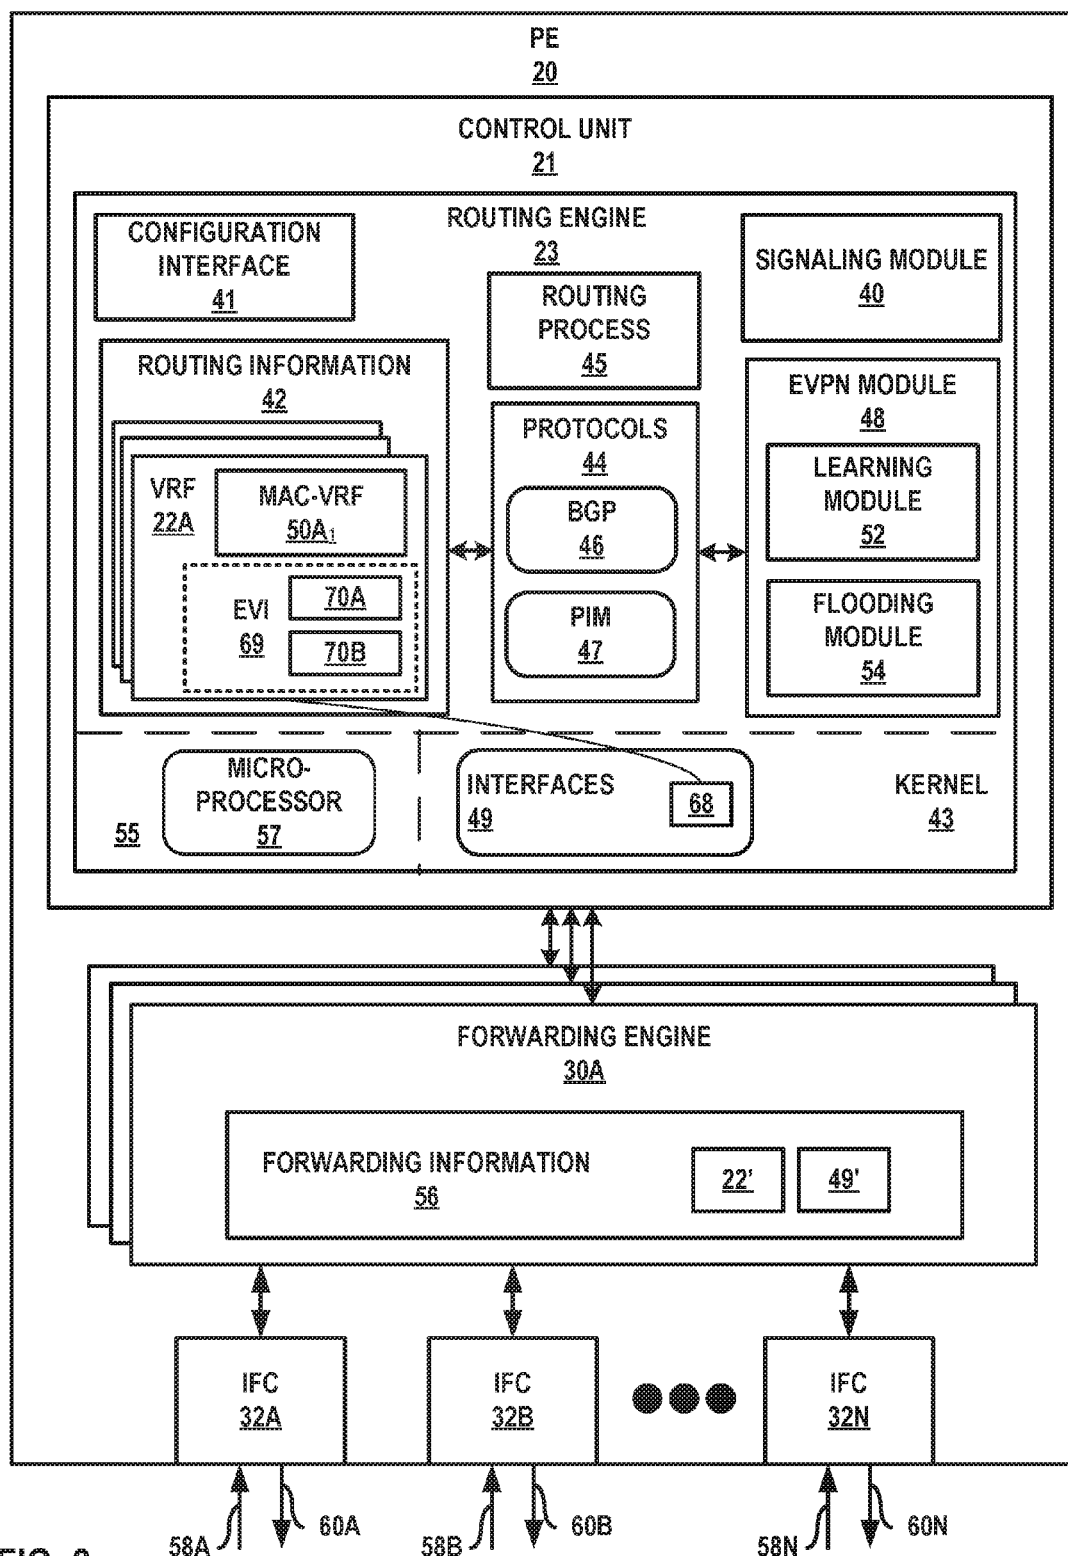 PE
20
CONTROL UNIT
21
ROUTING ENGINE
23
CONFIGURATION
INTERFACE
41
SIGNALING MODULE
40
ROUTING
PROCESS
45
ROUTING INFORMATION
42
VRF
22A
MAC-VRF
50A1
EVI
69
70A
70B
PROTOCOLS
44
BGP
46
PIM
47
EVPN MODULE
48
LEARNING
MODULE
52
FLOODING
MODULE
54
55
MICRO-
PROCESSOR
57
INTERFACES
49
68
KERNEL
43
FORWARDING ENGINE
30A
FORWARDING INFORMATION
56
22'
49'
IFC
32A
IFC
32B
IFC
32N
58A
60A
58B
60B
58N
60N